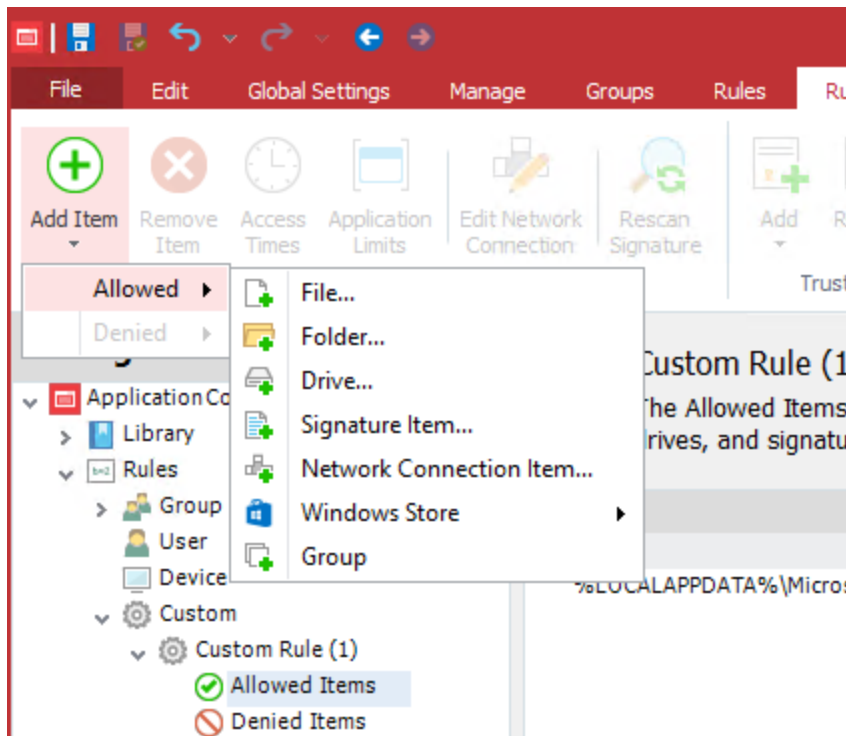 File Edit Global Settings Manage Groups Rules Ru
Add Item Remove Item Access Times Application Limits Edit Network Connection Rescan Signature Add R
Trust
Allowed
Denied
File...
Folder...
Drive...
Signature Item...
Network Connection Item...
Windows Store
Group
Application Co
Library
Rules
Group
User
Device
Custom
Custom Rule (1)
Allowed Items
Denied Items
Custom Rule (1
The Allowed Items
drives, and signatu
%LOCALAPPDATA%\Micros